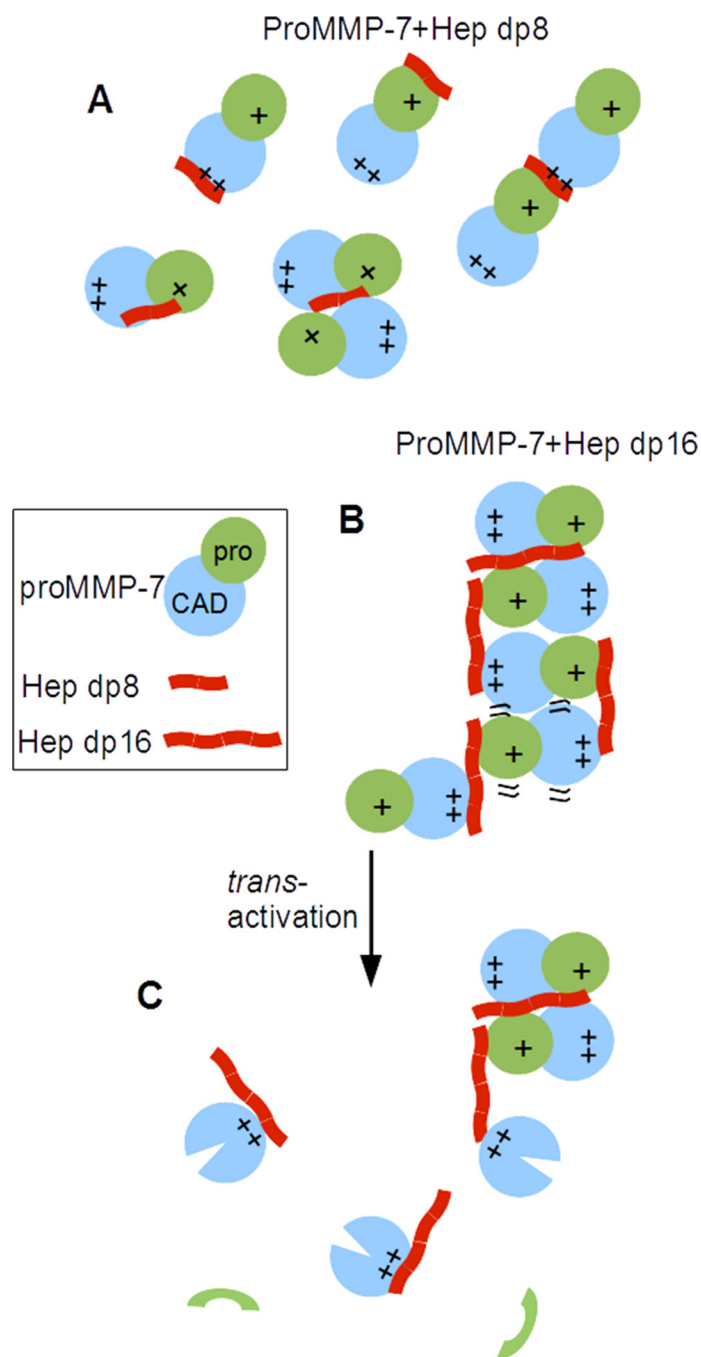 ProMMP-7+Hep dp8
A
+
+
+
+ +
+ +
+
+
+ +
+ +
+
+ +
+
+
+ +
ProMMP-7+Hep dp16
B
pro
proMMP-7
CAD
Hep dp8
Hep dp16
+ +
+
+
+ +
+ +
+
+
+ +
+
+ +
trans-
activation
C
+ +
+
+
+ +
+ +
+ +
+ +